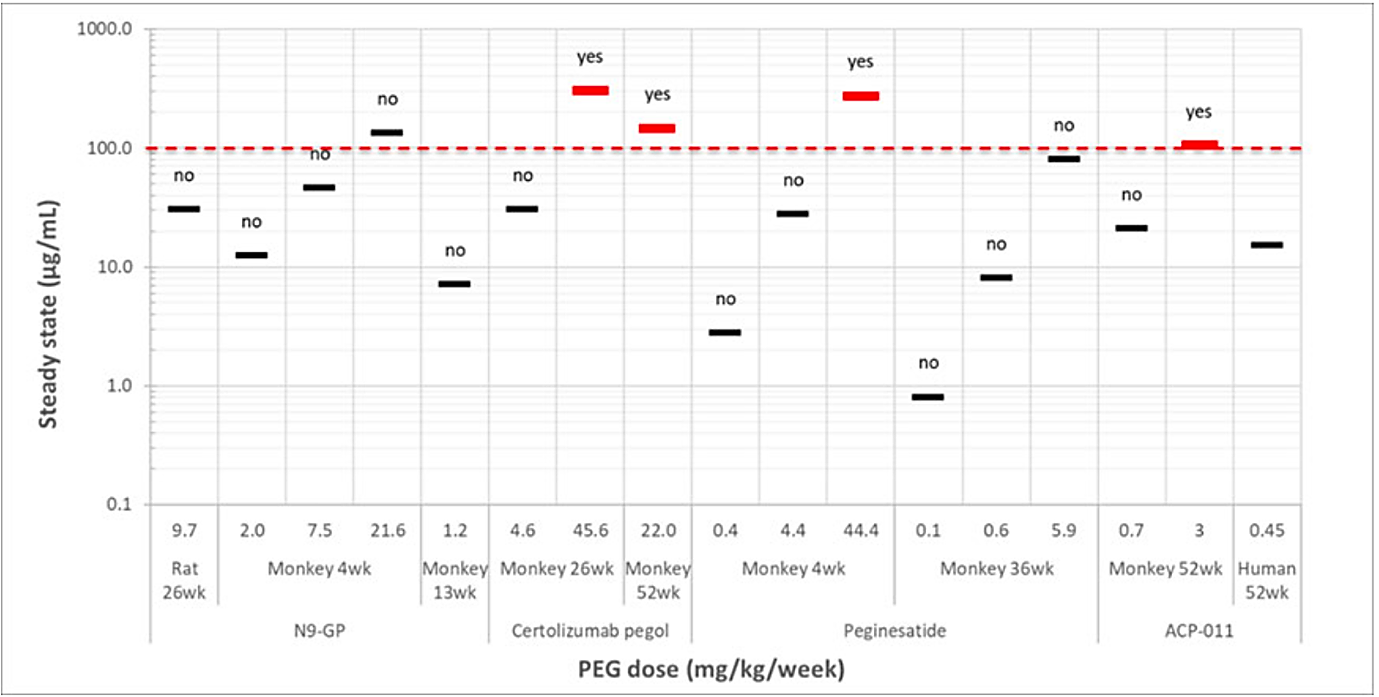 1000.0
yes
yes
yes
no
yes
no
100.0
no
no
no
no
no
no
no
no
10.0
no
no
1.0
no
0.1
9.7 2.0 7.5 21.6 1.2 4.6 45.6 22.0 0.4 4.4 44.4 0.1 0.6 5.9 0.7 3 0.45
Rat Monkey 4wk Monkey Monkey 26wk Monkey Monkey 4wk Monkey 36wk Monkey 52wk Human
26wk 13wk 52wk 52wk
N9-GP Certolizumab pegol Peginesatide ACP-011
PEG dose (mg/kg/week)
Steady state (µg/mL)